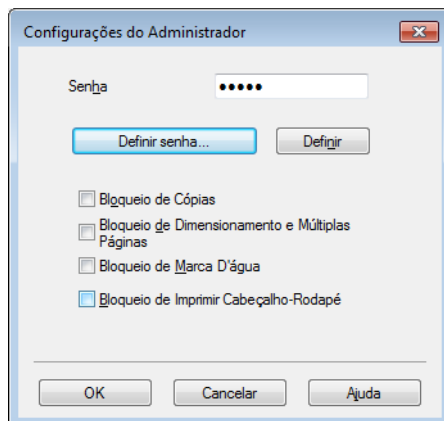 Configurações do Administrador
Senha
•••••
Definir senha...
Definir
Bloqueio de Cópias
Bloqueio de Dimensionamento e Múltiplas
Páginas
Bloqueio de Marca D'água
Bloqueio de Imprimir Cabeçalho-Rodapé
OK
Cancelar
Ajuda